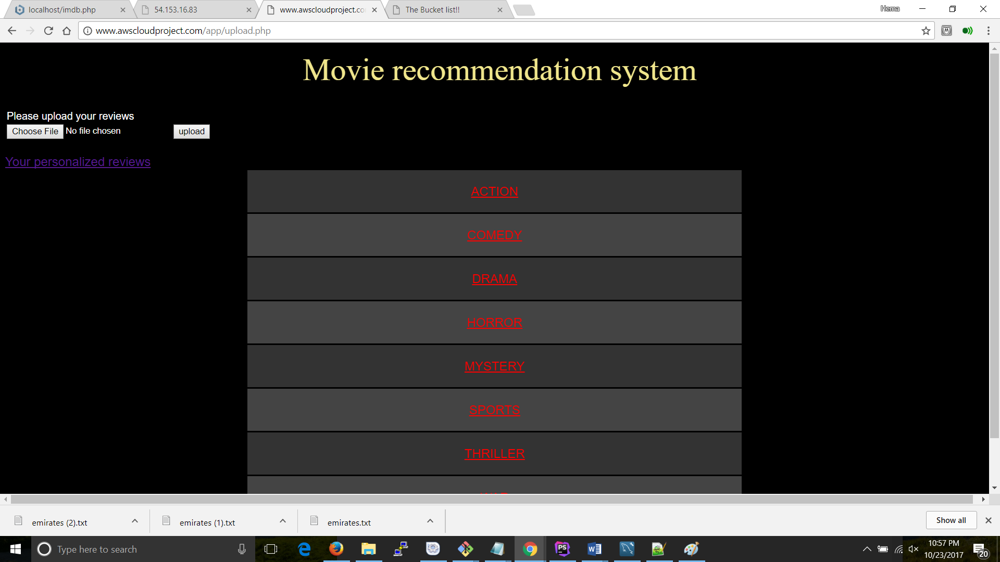 localhost/imdb.php
54.153.16.83
www.awscloudproject.co
The Bucket list!!
Hema
www.awscloudproject.com/app/upload.php
Movie recommendation system
Please upload your reviews
Choose File No file chosen upload
Your personalized reviews
ACTION
COMEDY
DRAMA
HORROR
MYSTERY
SPORTS
THRILLER
emirates (2).txt
emirates (1).txt
emirates.txt
Show all
Type here to search
PS
10:57 PM
10/23/2017
20